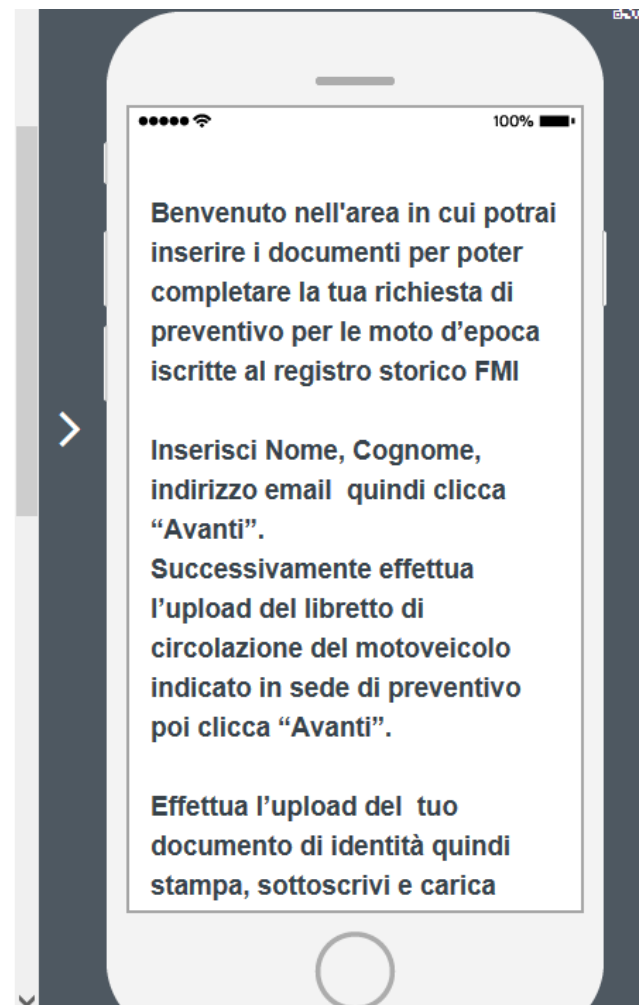 100%
Benvenuto nell'area in cui potrai
inserire i documenti per poter
completare la tua richiesta di
preventivo per le moto d’epoca
iscritte al registro storico FMI
Inserisci Nome, Cognome,
indirizzo email  quindi clicca
“Avanti”.
Successivamente effettua
l’upload del libretto di
circolazione del motoveicolo
indicato in sede di preventivo
poi clicca “Avanti”.
Effettua l’upload del  tuo
documento di identità quindi
stampa, sottoscrivi e carica